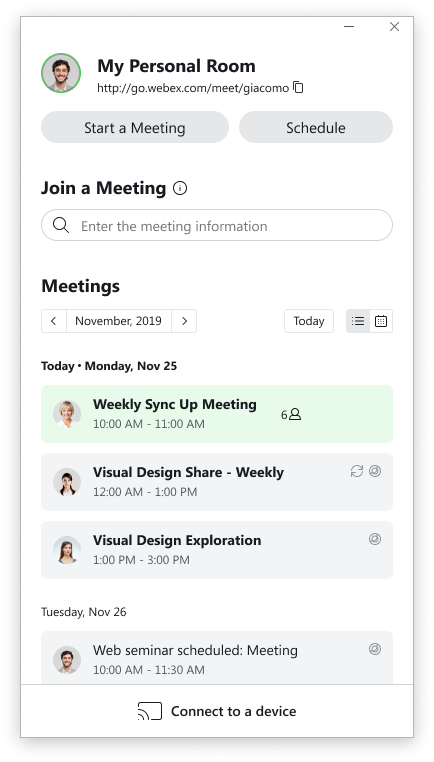 My Personal Room
http://go.webex.com/meet/giacomo
Start a Meeting
Schedule
Join a Meeting
Enter the meeting information
Meetings
November, 2019
Today
Today • Monday, Nov 25
Weekly Sync Up Meeting
10:00 AM - 11:00 AM
6
Visual Design Share - Weekly
12:00 AM - 1:00 PM
Visual Design Exploration
1:00 PM - 3:00 PM
Tuesday, Nov 26
Web seminar scheduled: Meeting
10:00 AM - 11:30 AM
Connect to a device